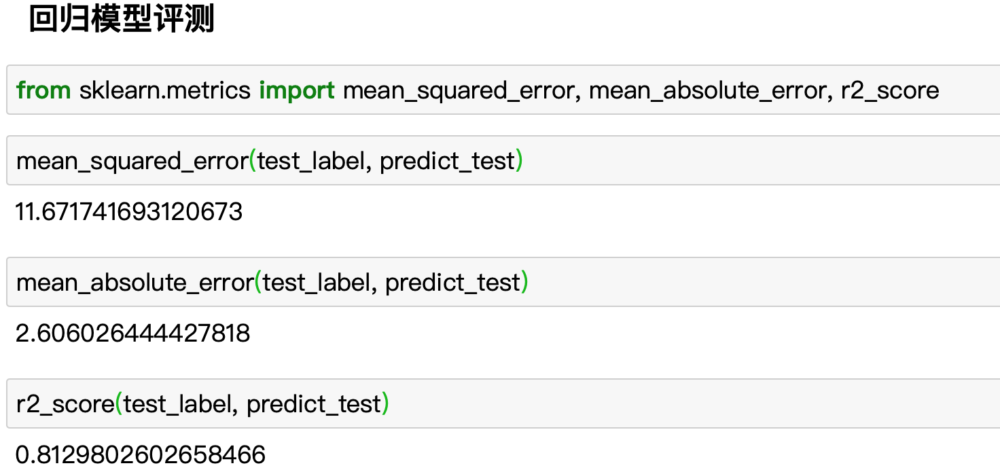 回归模型评测
from sklearn.metrics import mean_squared_error, mean_absolute_error, r2_score
mean_squared_error(test_label, predict_test)
11.671741693120673
mean_absolute_error(test_label, predict_test)
2.606026444427818
r2_score(test_label, predict_test)
0.8129802602658466